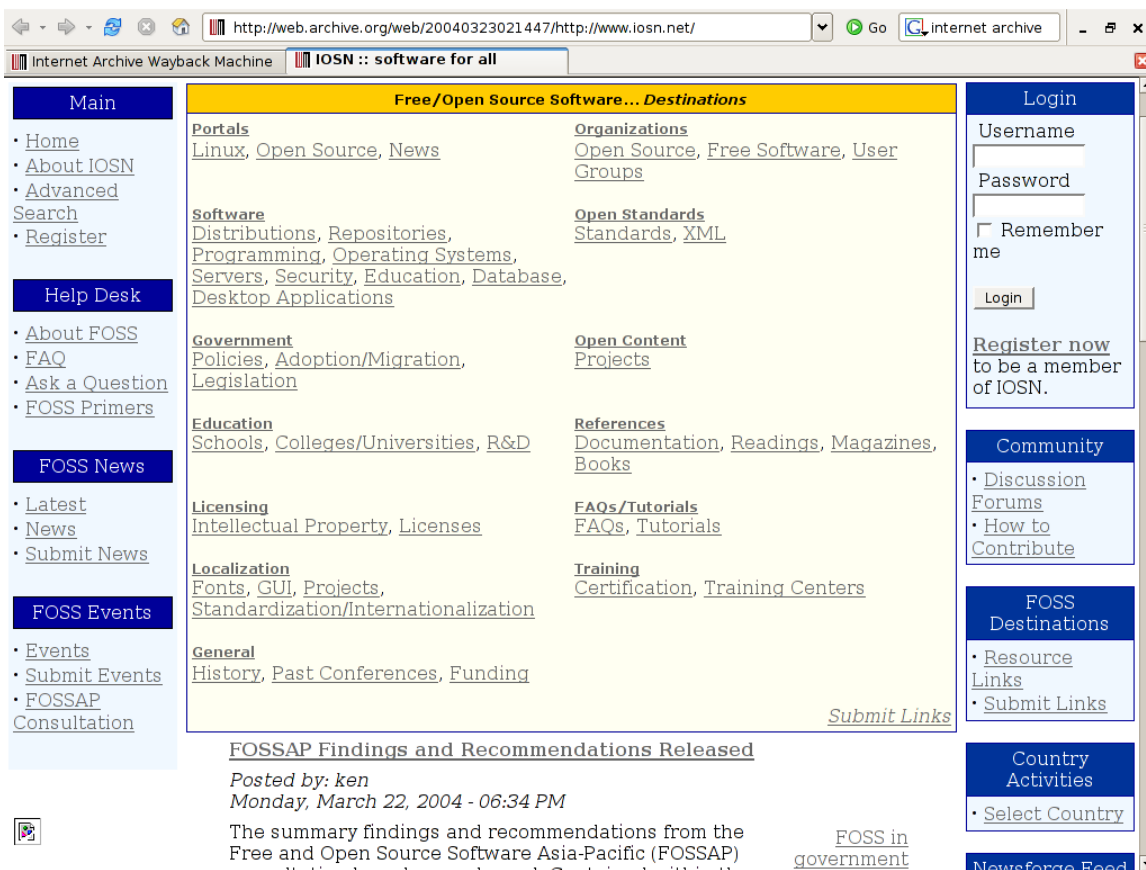 http://web.archive.org/web/20040323021447/http://www.iosn.net/
Go
internet archive
Internet Archive Wayback Machine
IOSN :: software for all
Main
· Home
· About IOSN
· Advanced
Search
· Register
Help Desk
· About FOSS
· FAQ
· Ask a Question
· FOSS Primers
FOSS News
· Latest
· News
· Submit News
FOSS Events
· Events
· Submit Events
· FOSSAP
Consultation
Free/Open Source Software... Destinations
Portals
Linux, Open Source, News
Organizations
Open Source, Free Software, User
Groups
Software
Distributions, Repositories,
Programming, Operating Systems,
Servers, Security, Education, Database,
Desktop Applications
Open Standards
Standards, XML
Government
Policies, Adoption/Migration,
Legislation
Open Content
Projects
Education
Schools, Colleges/Universities, R&D
References
Documentation, Readings, Magazines,
Books
Licensing
Intellectual Property, Licenses
FAQs/Tutorials
FAQs, Tutorials
Localization
Fonts, GUI, Projects,
Standardization/Internationalization
Training
Certification, Training Centers
General
History, Past Conferences, Funding
Submit Links
FOSSAP Findings and Recommendations Released
Posted by: ken
Monday, March 22, 2004 - 06:34 PM
The summary findings and recommendations from the
Free and Open Source Software Asia-Pacific (FOSSAP)
FOSS in
government
Login
Username
Password
Remember
me
Login
Register now
to be a member
of IOSN.
Community
· Discussion
Forums
· How to
Contribute
FOSS
Destinations
· Resource
Links
· Submit Links
Country
Activities
· Select Country
Newsforge Feed